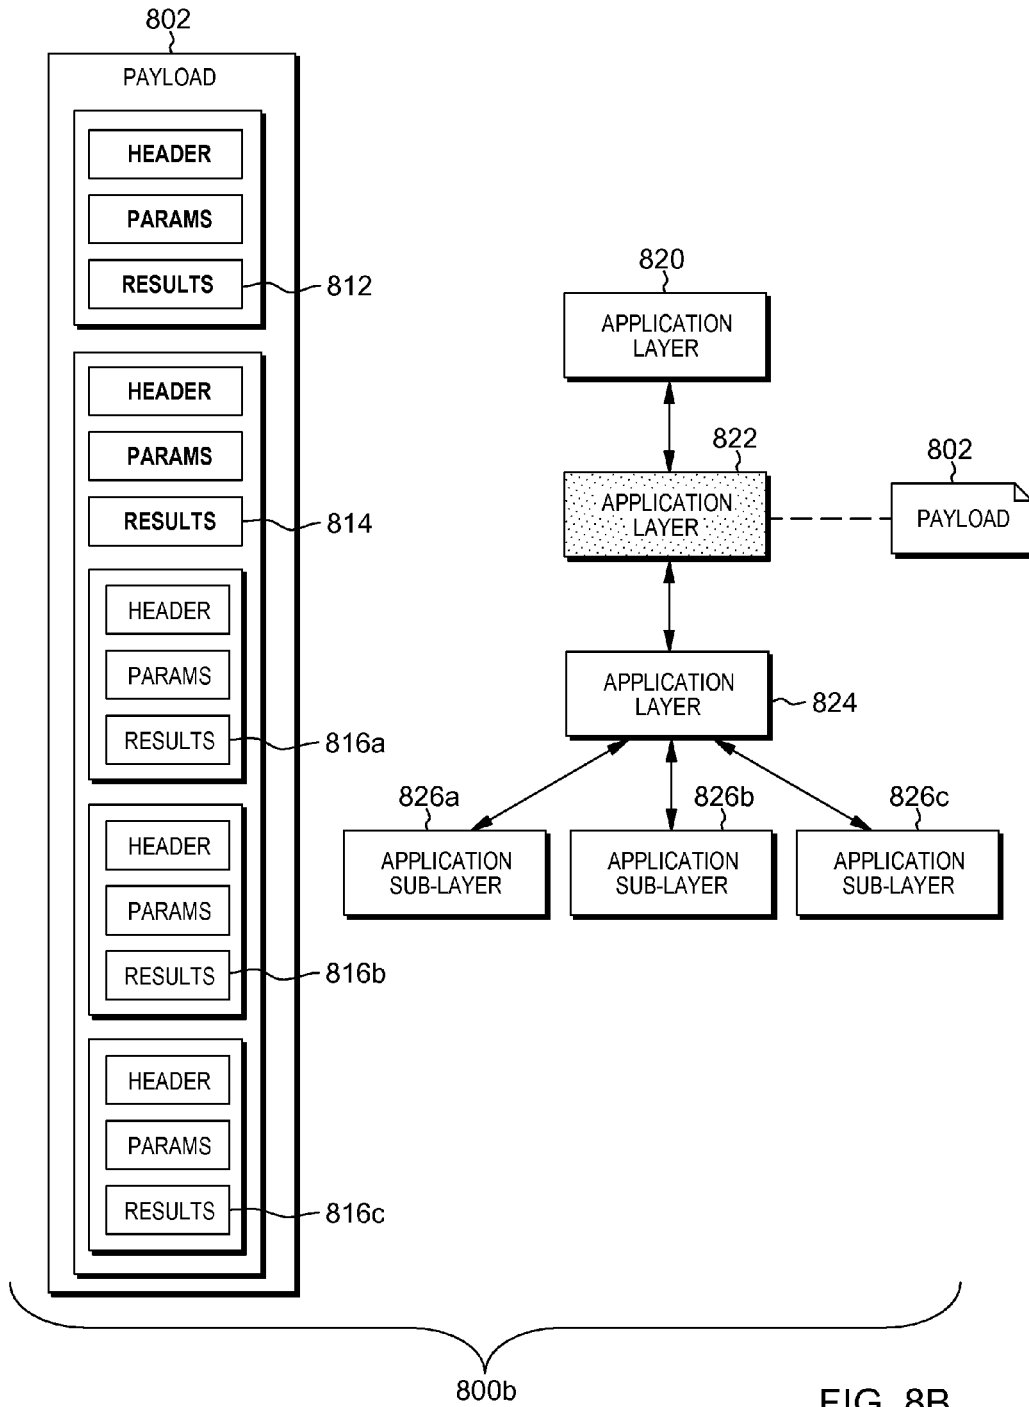 802
PAYLOAD
HEADER
PARAMS
RESULTS
812
HEADER
PARAMS
RESULTS
814
HEADER
PARAMS
RESULTS
816a
HEADER
PARAMS
RESULTS
816b
HEADER
PARAMS
RESULTS
816c
820
APPLICATION
LAYER
822
APPLICATION
LAYER
802
PAYLOAD
APPLICATION
LAYER
824
826a
APPLICATION
SUB-LAYER
826b
APPLICATION
SUB-LAYER
826c
APPLICATION
SUB-LAYER
800b
FIG. 8B